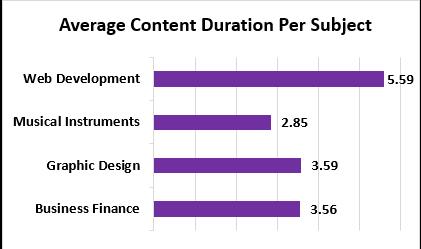 Average Content Duration Per Subject
Web Development 5.59
Musical Instruments 2.85
Graphic Design 3.59
Business Finance 3.56